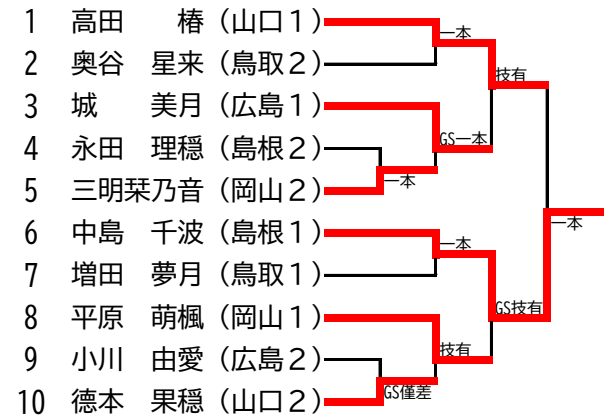 1 高田 椿（山口１）
一本
2 奥谷 星来（鳥取２）
技有
3 城 美月（広島１）
GS一本
4 永田 理穏（島根２）
一本
5 三明栞乃音（岡山２）
一本
6 中島 千波（島根１）
一本
7 増田 夢月（鳥取１）
GS技有
8 平原 萌楓（岡山１）
技有
9 小川 由愛（広島２）
GS僅差
10 德本 果穏（山口２）